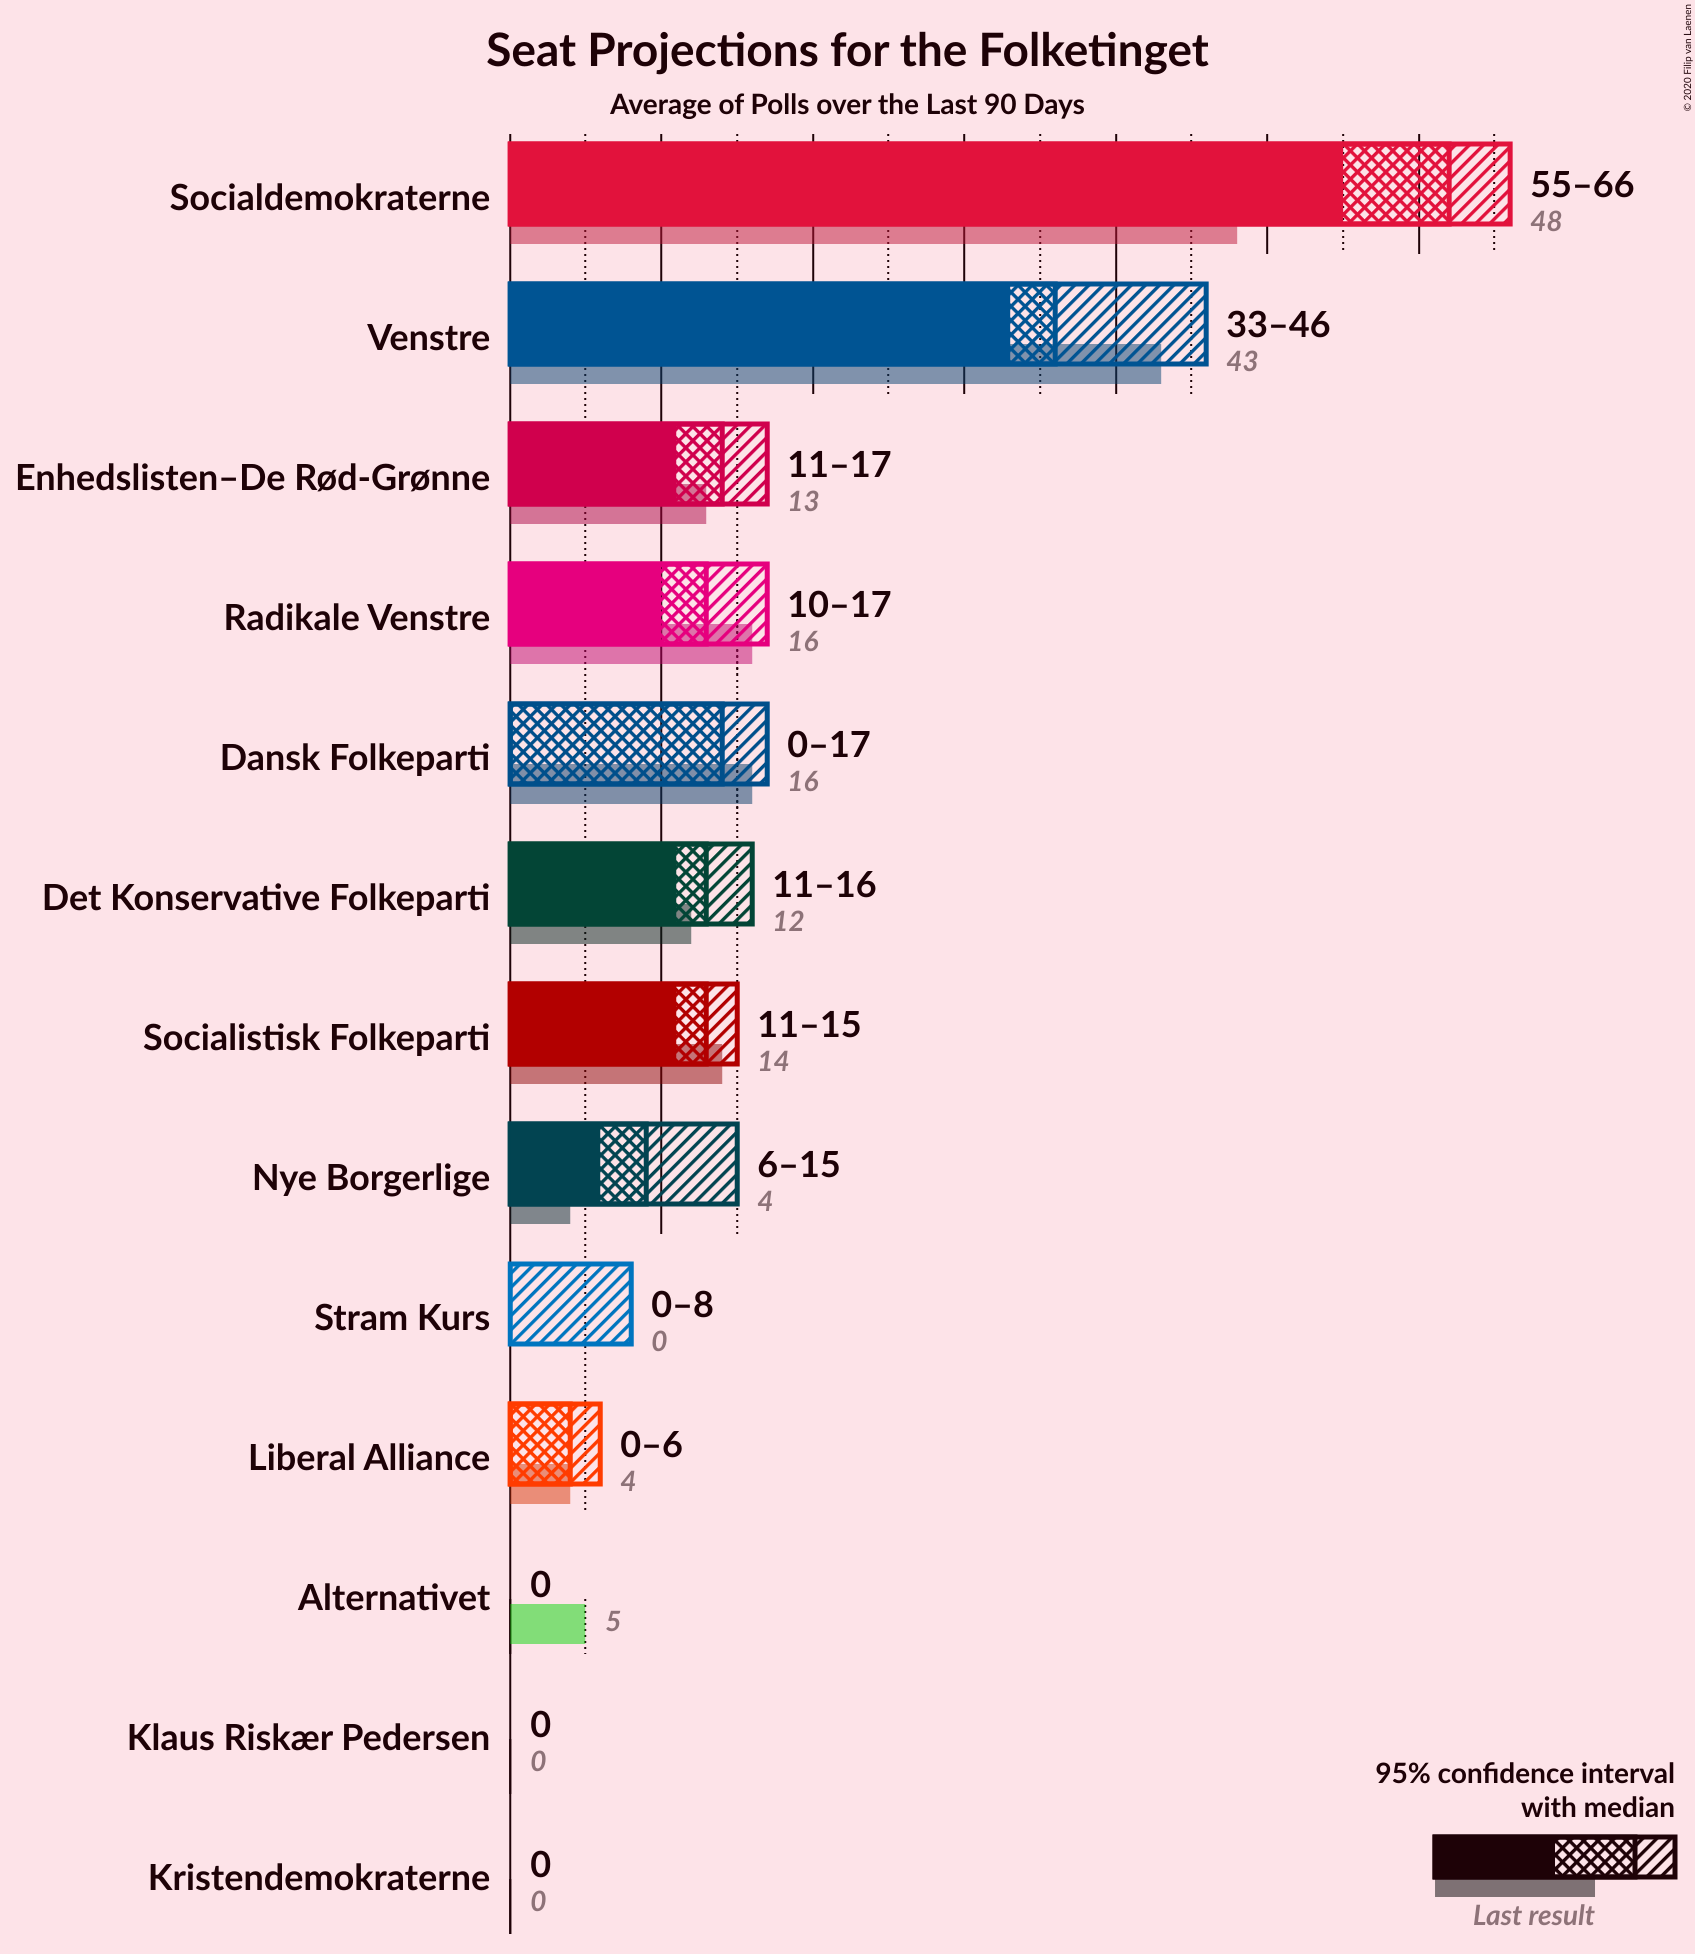 Seat Projections for the Folketinget
Average of Polls over the Last 90 Days
© 2020 Filip van Laenen
Socialdemokraterne
55–66
48
Venstre
33–46
43
Enhedslisten–De Rød-Grønne
11–17
13
Radikale Venstre
10–17
16
Dansk Folkeparti
0–17
16
Det Konservative Folkeparti
11–16
12
Socialistisk Folkeparti
11–15
14
Nye Borgerlige
6–15
4
Stram Kurs
0–8
0
Liberal Alliance
0–6
4
Alternativet
0
5
Klaus Riskær Pedersen
0
0
Kristendemokraterne
0
0
95% confidence interval
with median
Last result